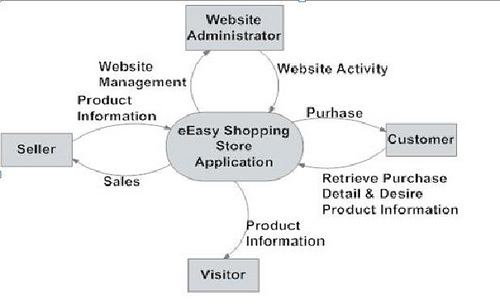 Website
Administrator
Website
Management
Website Activity
Product
Information
Purhase
eEasy Shopping
Store
Application
Seller
Customer
Sales
Retrieve Purchase
Detail & Desire
Product Information
Product
Information
Visitor